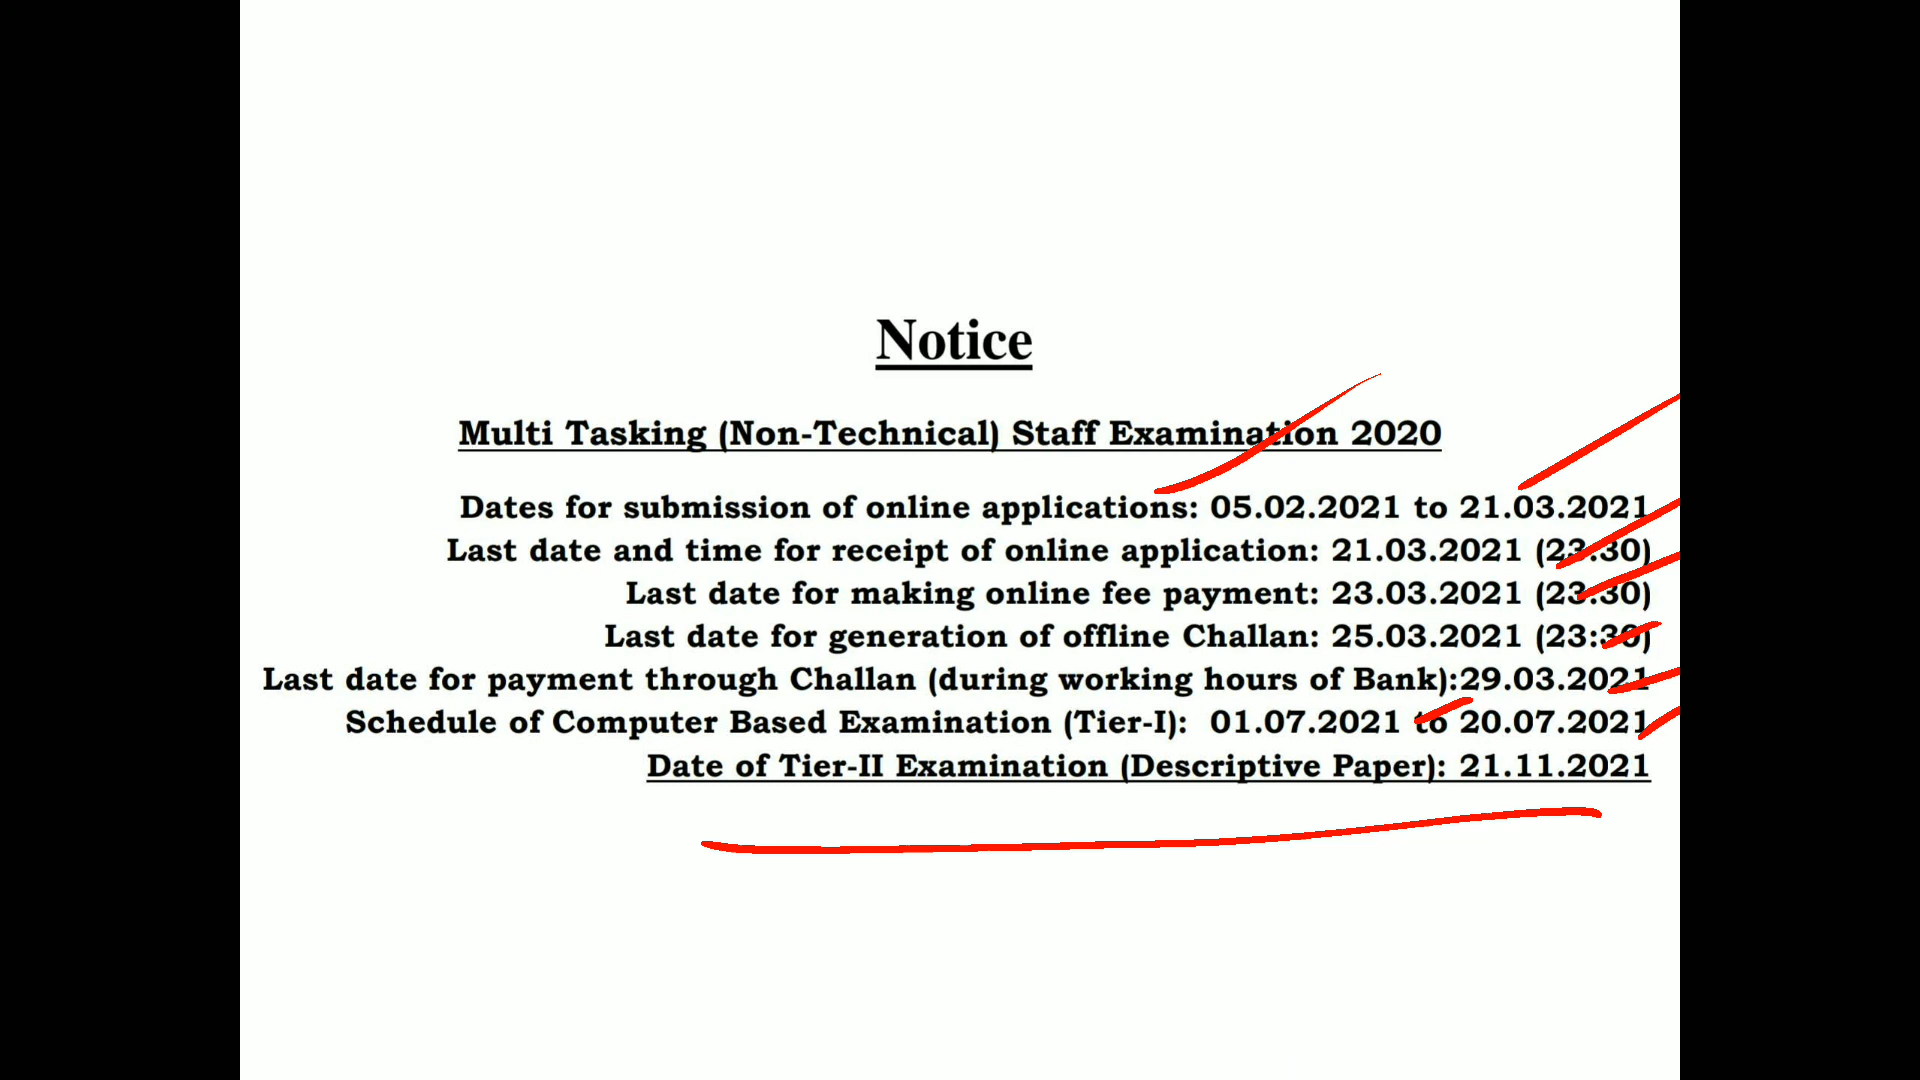 Notice
Multi Tasking (Non-Technical) Staff Examination 2020
Dates for submission of online applications: 05.02.2021 to 21.03.2021
Last date and time for receipt of online application: 21.03.2021 (23.30)
Last date for making online fee payment: 23.03.2021 (23.30)
Last date for generation of offline Challan: 25.03.2021 (23:30)
Last date for payment through Challan (during working hours of Bank):29.03.2021
Schedule of Computer Based Examination (Tier-I): 01.07.2021 to 20.07.2021
Date of Tier-II Examination (Descriptive Paper): 21.11.2021